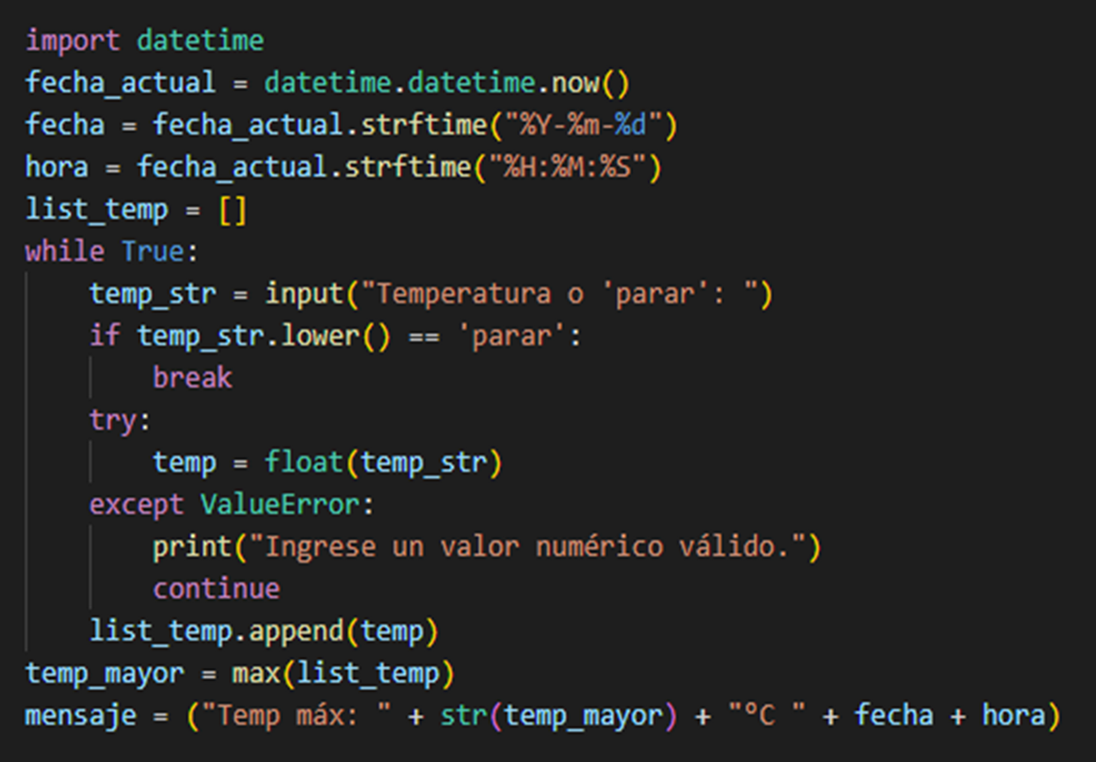 import datetime
fecha_actual = datetime.datetime.now()
fecha = fecha_actual.strftime("%Y-%m-%d")
hora = fecha_actual.strftime("%H:%M:%S")
list_temp = []
while True:
    temp_str = input("Temperatura o 'parar': ")
    if temp_str.lower() == 'parar':
        break
    try:
        temp = float(temp_str)
    except ValueError:
        print("Ingrese un valor numérico válido.")
        continue
    list_temp.append(temp)
temp_mayor = max(list_temp)
mensaje = ("Temp máx: " + str(temp_mayor) + "ºC " + fecha + hora)